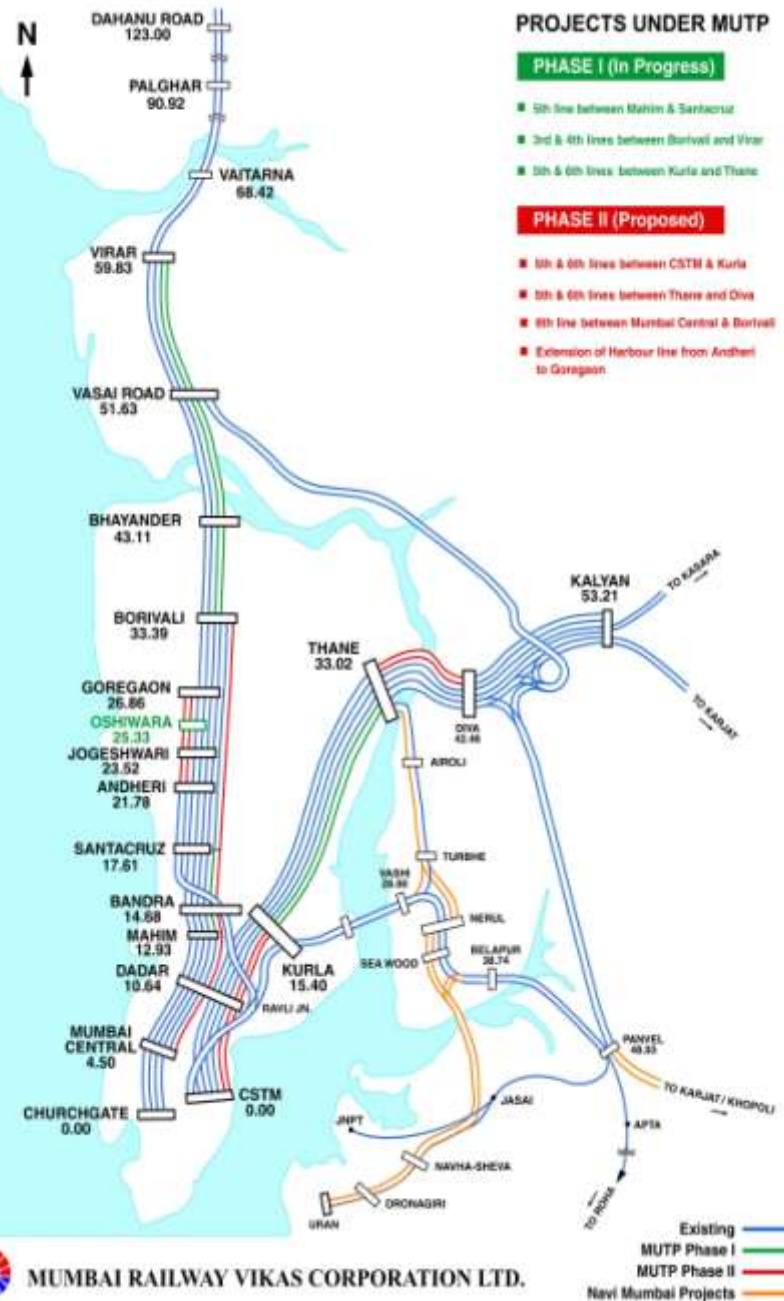 N
DAHANU ROAD
123.00
PALGHAR
90.92
VAITARNA
68.42
VIRAR
59.83
VASAI ROAD
51.63
BHAYANDER
43.11
BORIVALI
33.39
GOREGAON
26.86
OSHIWARA
25.33
JOGESHWARI
23.52
ANDHERI
21.78
SANTACRUZ
17.61
BANDRA
14.68
MAHIM
12.93
DADAR
10.64
MUMBAI
CENTRAL
4.50
CHURCHGATE
0.00
CSTM
0.00
RAVLI JN.
KURLA
15.40
THANE
33.02
DIVA
KALYAN
53.21
TO KASARA
TO KARJAT
AIROLI
TURBHE
VASHI
NERUL
SEA WOOD
BELAPUR
38.74
PANVEL
TO KARJAT / KHOPOLI
APTA
TO ROHA
JASAI
JNPT
NAVHA-SHEVA
DRONAGIRI
URAN
PROJECTS UNDER MUTP
PHASE I (In Progress)
5th line between Mahim & Santacruz
3rd & 4th lines between Borivali and Virar
5th & 6th lines between Kurla and Thane
PHASE II (Proposed)
5th & 6th lines between CSTM & Kurla
5th & 6th lines between Thane and Diva
6th line between Mumbai Central & Borivali
Extension of Harbour line from Andheri
to Goregaon
Existing
MUTP Phase I
MUTP Phase II
Navi Mumbai Projects
MUMBAI RAILWAY VIKAS CORPORATION LTD.